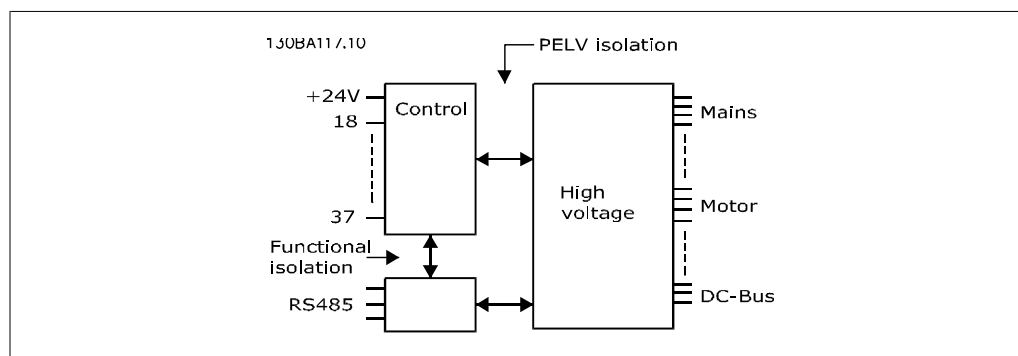 130BA117.10
PELV isolation
+24V
Control
18
Mains
High
voltage
37
Motor
Functional
isolation
RS485
DC-Bus